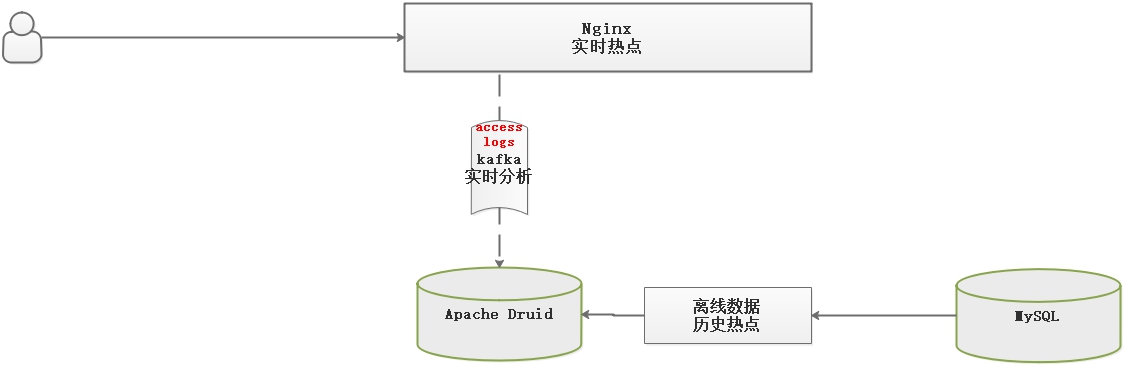 Nginx
实时热点
access
logs
kafka
实时分析
Apache Druid
离线数据
历史热点
MySQL